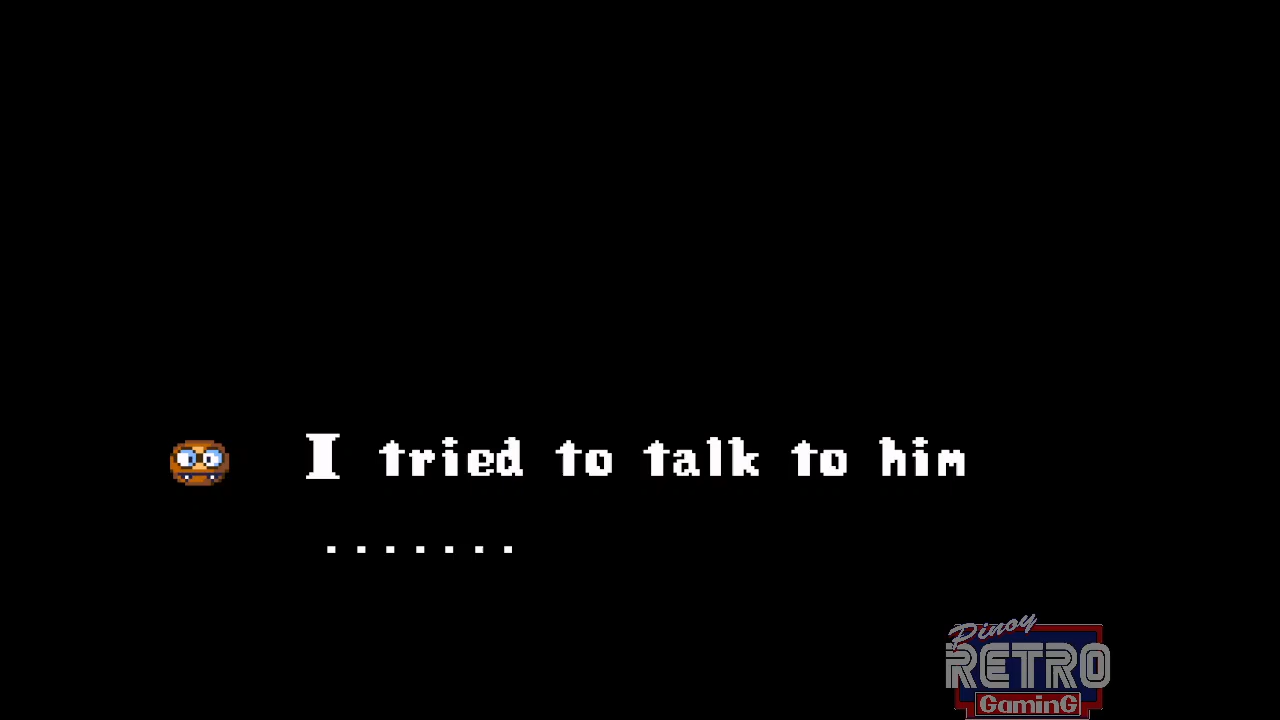 I tried to talk to him
.......
Pinoy
RETRO
GaminG